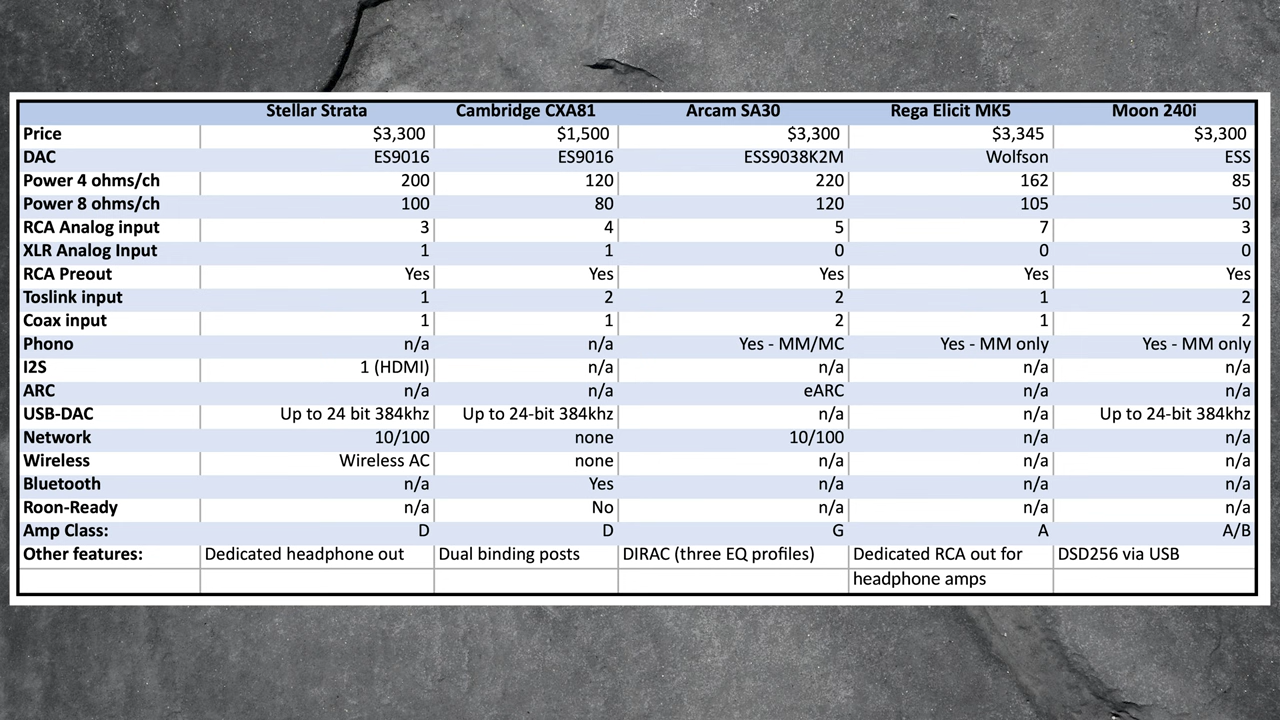 Stellar Strata Cambridge CXA81 Arcam SA30 Rega Elicit MK5 Moon 240i
Price $3,300 $1,500 $3,300 $3,345 $3,300
DAC ES9016 ES9016 ESS9038K2M Wolfson ESS
Power 4 ohms/ch 200 120 220 162 85
Power 8 ohms/ch 100 80 120 105 50
RCA Analog input 3 4 5 7 3
XLR Analog Input 1 1 0 0 0
RCA Preout Yes Yes Yes Yes Yes
Toslink input 1 2 2 1 2
Coax input 1 1 2 1 2
Phono n/a n/a Yes - MM/MC Yes - MM only Yes - MM only
I2S 1 (HDMI) n/a n/a n/a n/a
ARC n/a n/a eARC n/a n/a
USB-DAC Up to 24 bit 384khz Up to 24-bit 384khz n/a n/a Up to 24-bit 384khz
Network 10/100 none 10/100 n/a n/a
Wireless Wireless AC none n/a n/a n/a
Bluetooth n/a Yes n/a n/a n/a
Roon-Ready n/a No n/a n/a n/a
Amp Class: D D G A A/B
Other features: Dedicated headphone out Dual binding posts DIRAC (three EQ profiles) Dedicated RCA out for DSD256 via USB
headphone amps